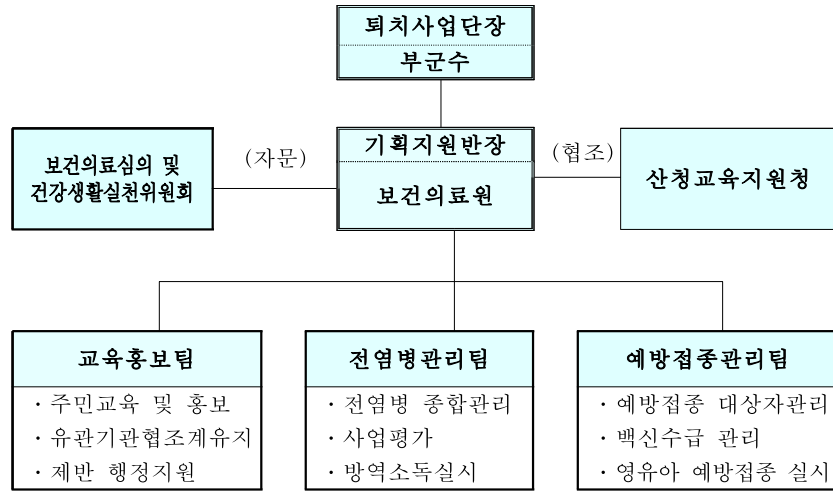 퇴치사업단장
부군수
기획지원반장
보건의료원
(자문)
(협조)
보건의료심의 및
건강생활실천위원회
산청교육지원청
교육홍보팀
· 주민교육 및 홍보
· 유관기관협조계유지
· 제반 행정지원
전염병관리팀
· 전염병 종합관리
· 사업평가
· 방역소독실시
예방접종관리팀
· 예방접종 대상자관리
· 백신수급 관리
· 영유아 예방접종 실시